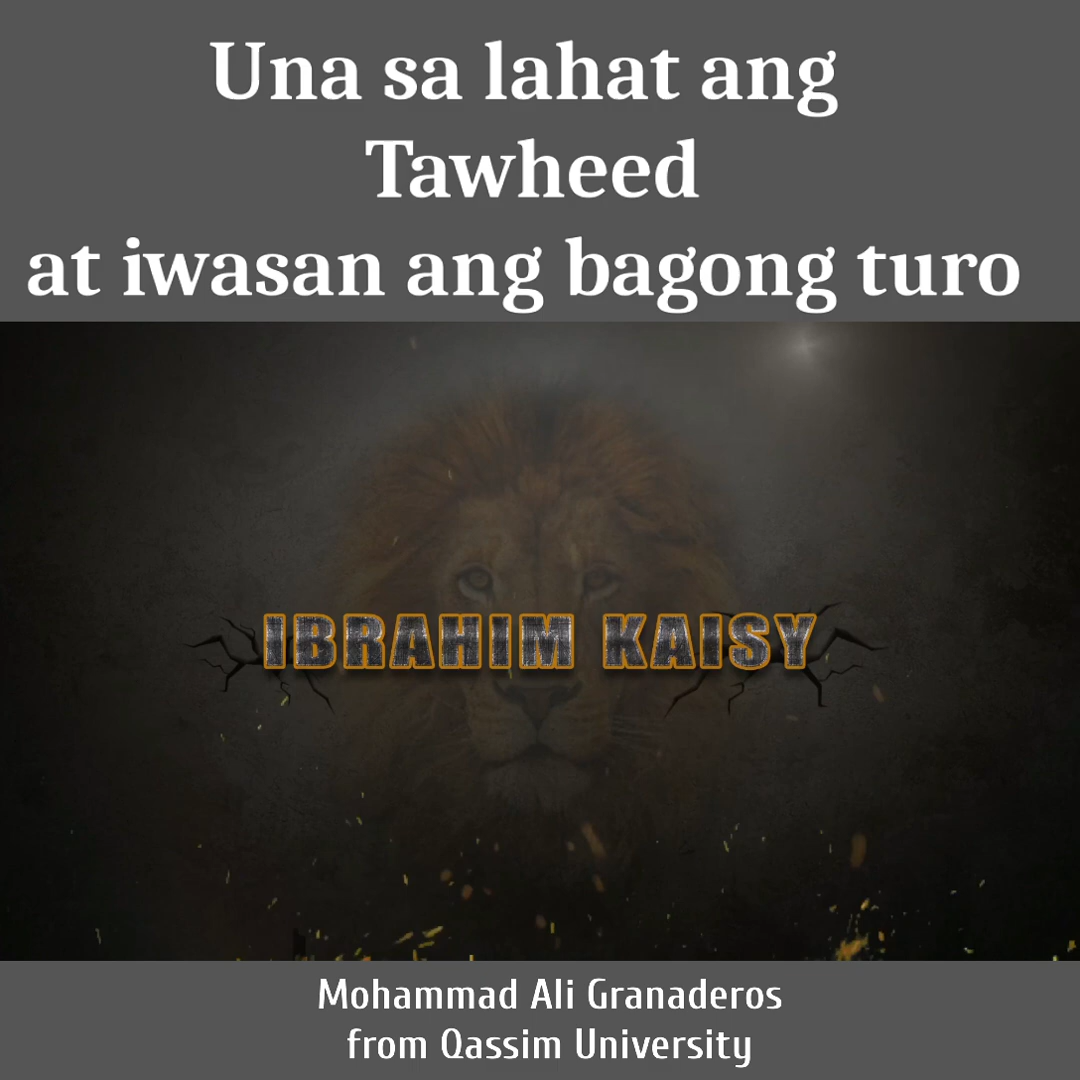 Una sa lahat ang
Tawheed
at iwasan ang bagong turo
IBRAHIM KAISY
Mohammad Ali Granaderos
from Qassim University